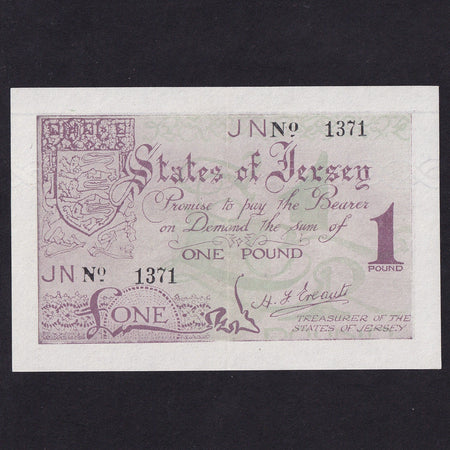 JN Nº 1371
States of Jersey
Promise to pay the Bearer
on Demand the sum of
ONE POUND
1
POUND
JN Nº 1371
£ ONE
H. F. Ereaut
TREASURER OF THE
STATES OF JERSEY